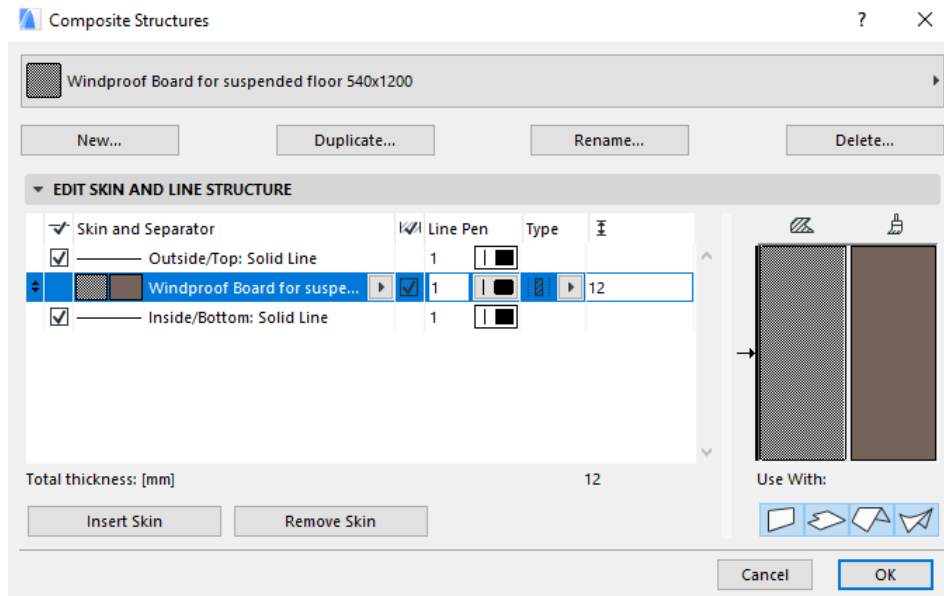 Composite Structures ? ×
Windproof Board for suspended floor 540x1200
New... Duplicate... Rename... Delete...
EDIT SKIN AND LINE STRUCTURE
Skin and Separator Line Pen Type
Outside/Top: Solid Line 1
Windproof Board for suspe... 1 12
Inside/Bottom: Solid Line 1
Total thickness: [mm] 12
Use With:
Insert Skin Remove Skin
Cancel OK